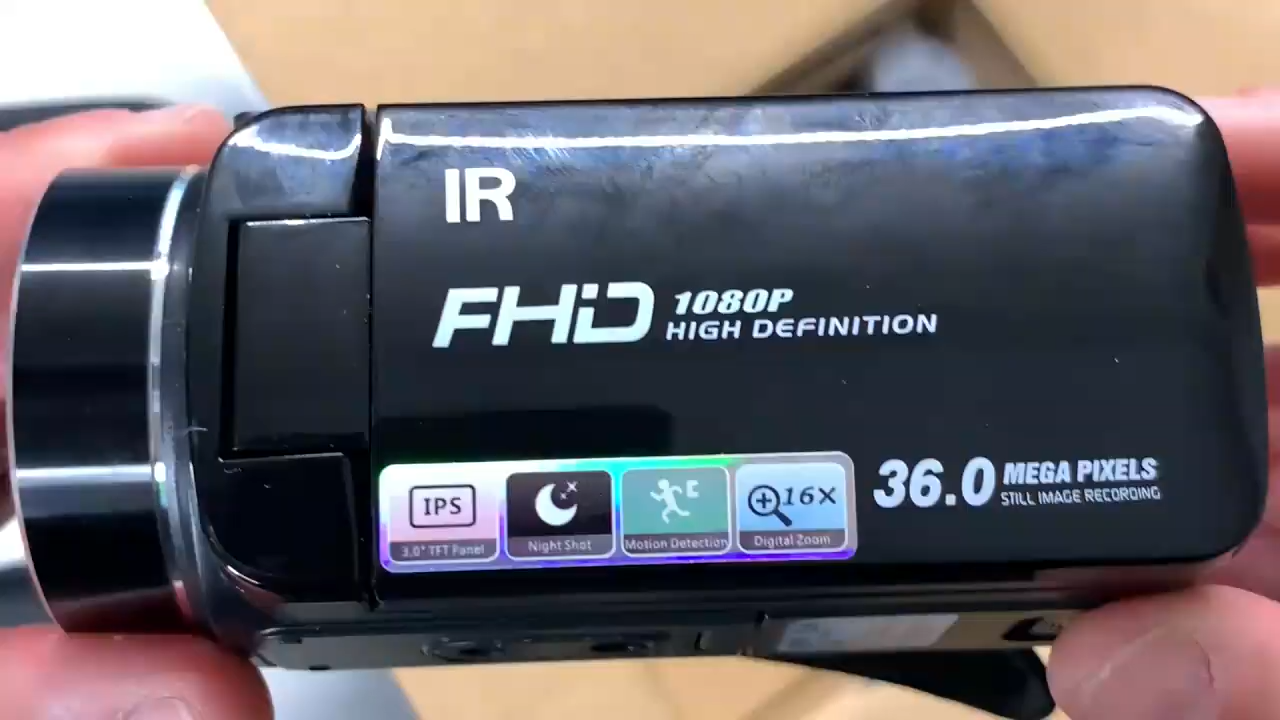 IR
FHD 1080P
HIGH DEFINITION
36.0 MEGA PIXELS
STILL IMAGE RECORDING
IPS
3.0" TFT Panel
Night Shot
E
Motion Detection
16X
Digital Zoom